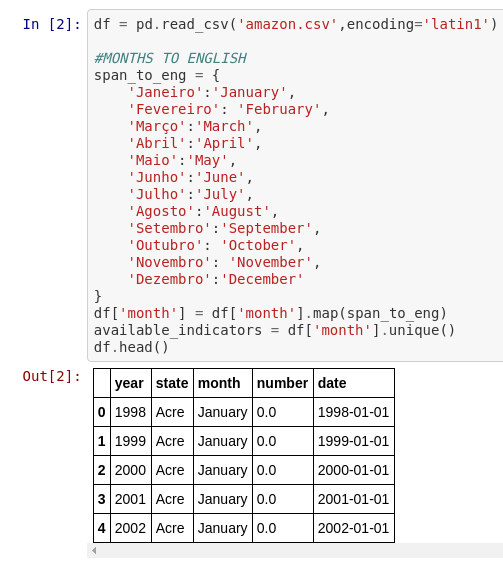 In [2]: df = pd.read_csv('amazon.csv',encoding='latin1')
#MONTHS TO ENGLISH
span_to_eng = {
'Janeiro':'January',
'Fevereiro': 'February',
'Março':'March',
'Abril':'April',
'Maio':'May',
'Junho':'June',
'Julho':'July',
'Agosto':'August',
'Setembro':'September',
'Outubro': 'October',
'Novembro': 'November',
'Dezembro':'December'
}
df['month'] = df['month'].map(span_to_eng)
available_indicators = df['month'].unique()
df.head()
Out[2]:
year state month number date
0 1998 Acre January 0.0 1998-01-01
1 1999 Acre January 0.0 1999-01-01
2 2000 Acre January 0.0 2000-01-01
3 2001 Acre January 0.0 2001-01-01
4 2002 Acre January 0.0 2002-01-01